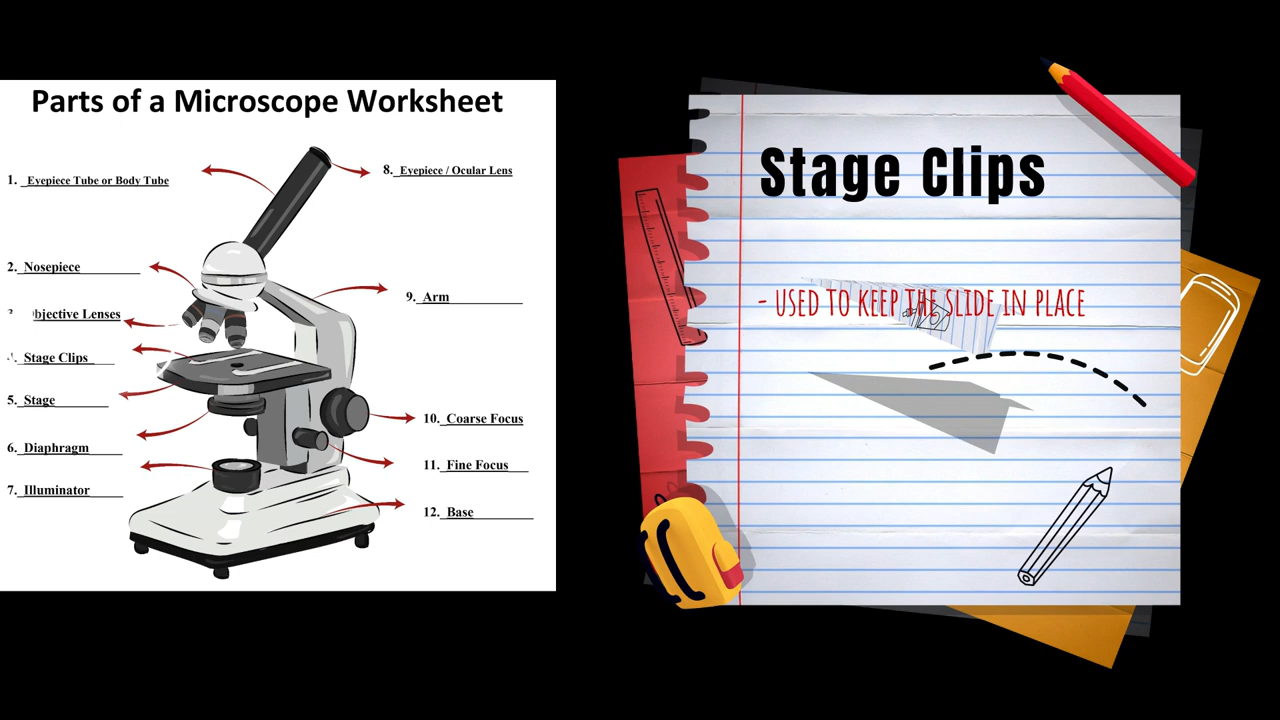 Parts of a Microscope Worksheet
1. Eyepiece Tube or Body Tube
2. Nosepiece
bjective Lenses
. Stage Clips
5. Stage
6. Diaphragm
7. Illuminator
8. Eyepiece / Ocular Lens
9. Arm
10. Coarse Focus
11. Fine Focus
12. Base
Stage Clips
- USED TO KEEP THE SLIDE IN PLACE